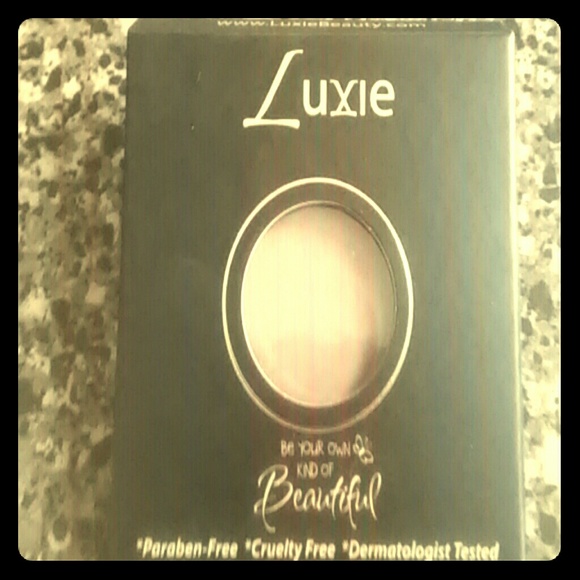 www.LuxieBeauty.com
Luxie
BE YOUR OWN
KIND OF
Beautiful
*Paraben-Free *Cruelty Free *Dermatologist Tested